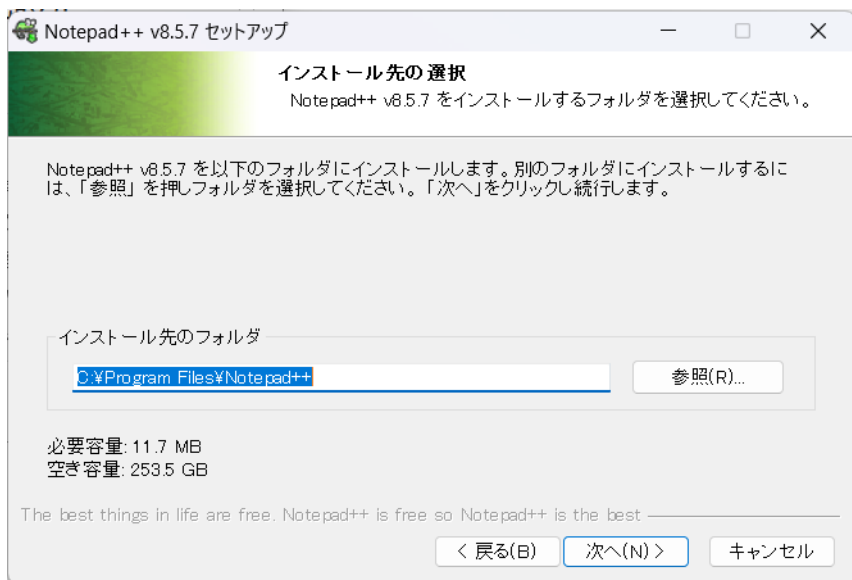 Notepad++ v8.5.7 セットアップ
インストール先の選択
Notepad++ v8.5.7 をインストールするフォルダを選択してください。
Notepad++ v8.5.7 を以下のフォルダにインストールします。別のフォルダにインストールするに
は、「参照」を押しフォルダを選択してください。「次へ」をクリックし続行します。
インストール先のフォルダ
C:¥Program Files¥Notepad++
参照(R)...
必要容量: 11.7 MB
空き容量: 253.5 GB
The best things in life are free. Notepad++ is free so Notepad++ is the best
< 戻る(B)
次へ(N) >
キャンセル